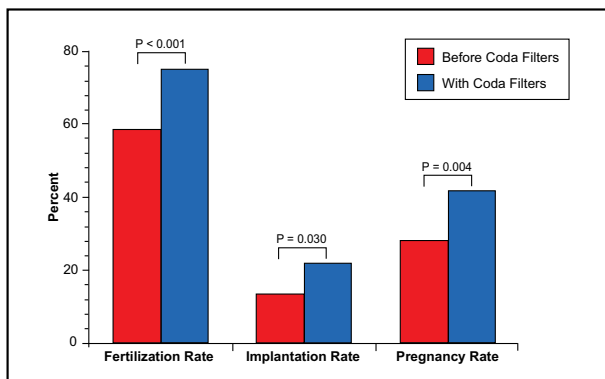 80
60
40
20
0
Percent
P < 0.001
P = 0.030
P = 0.004
Before Coda Filters
With Coda Filters
Fertilization Rate
Implantation Rate
Pregnancy Rate